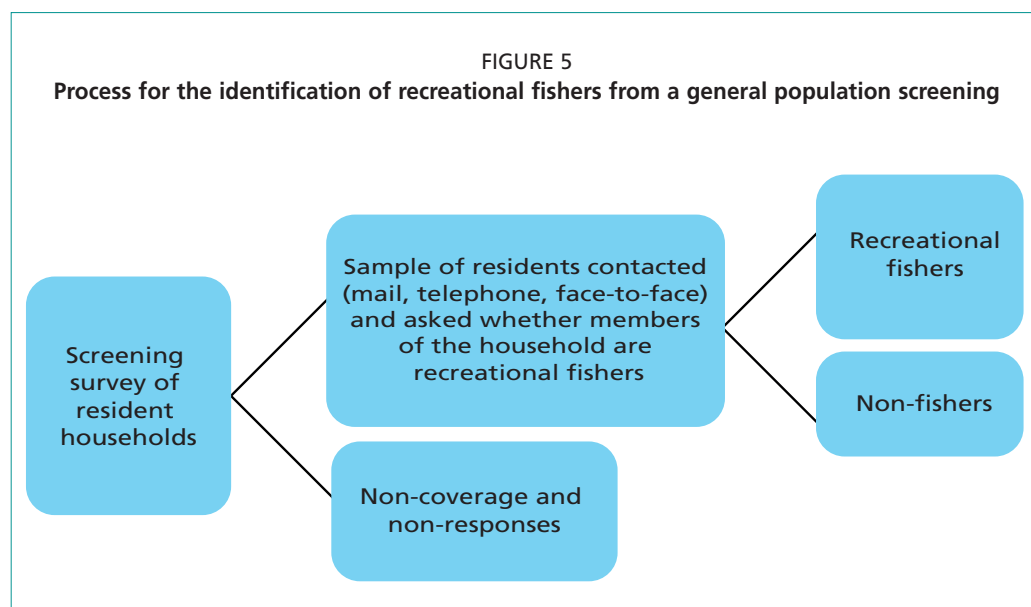 FIGURE 5
Process for the identification of recreational fishers from a general population screening
Screening
survey of
resident
households
Sample of residents contacted
(mail, telephone, face-to-face)
and asked whether members
of the household are
recreational fishers
Non-coverage and
non-responses
Recreational
fishers
Non-fishers